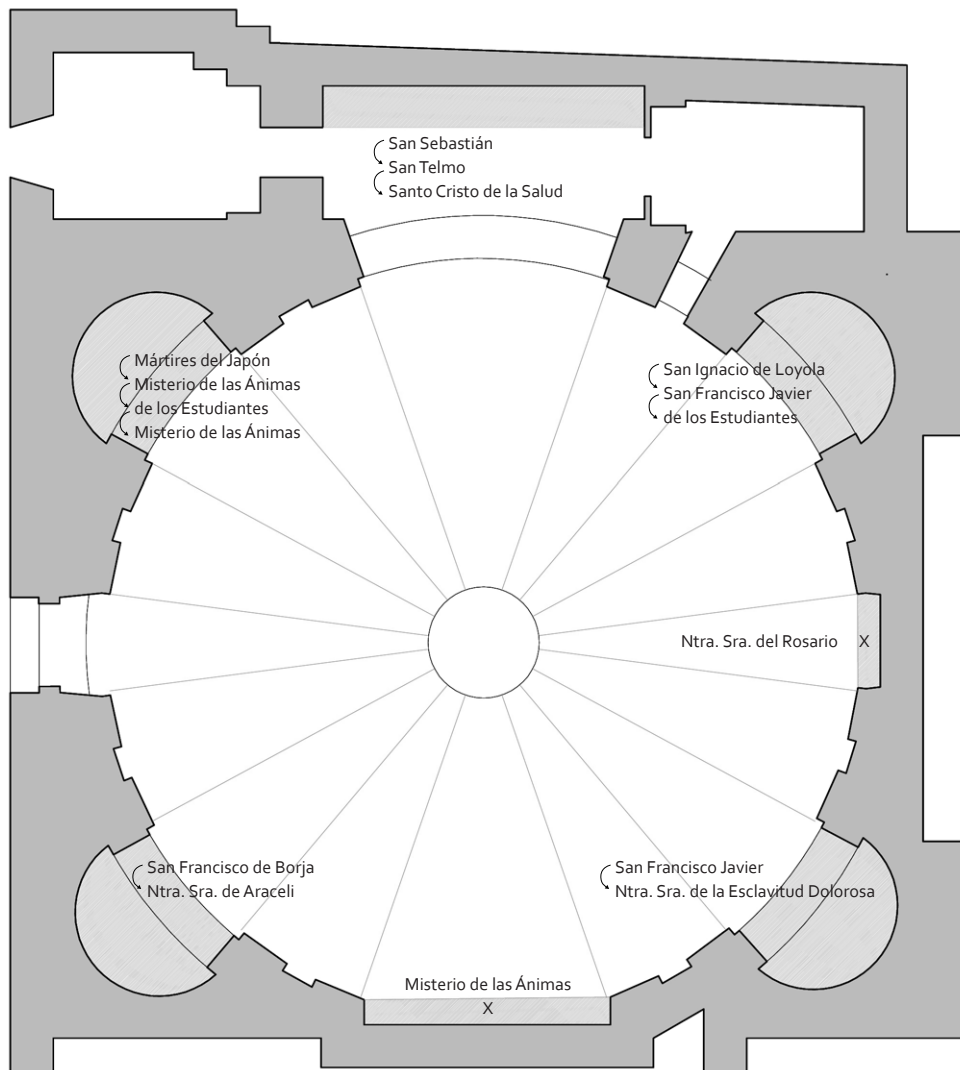 San Sebastián
San Telmo
Santo Cristo de la Salud
Mártires del Japón
Misterio de las Ánimas
de los Estudiantes
Misterio de las Ánimas
San Ignacio de Loyola
San Francisco Javier
de los Estudiantes
Ntra. Sra. del Rosario X
San Francisco de Borja
Ntra. Sra. de Araceli
San Francisco Javier
Ntra. Sra. de la Esclavitud Dolorosa
Misterio de las Ánimas
X